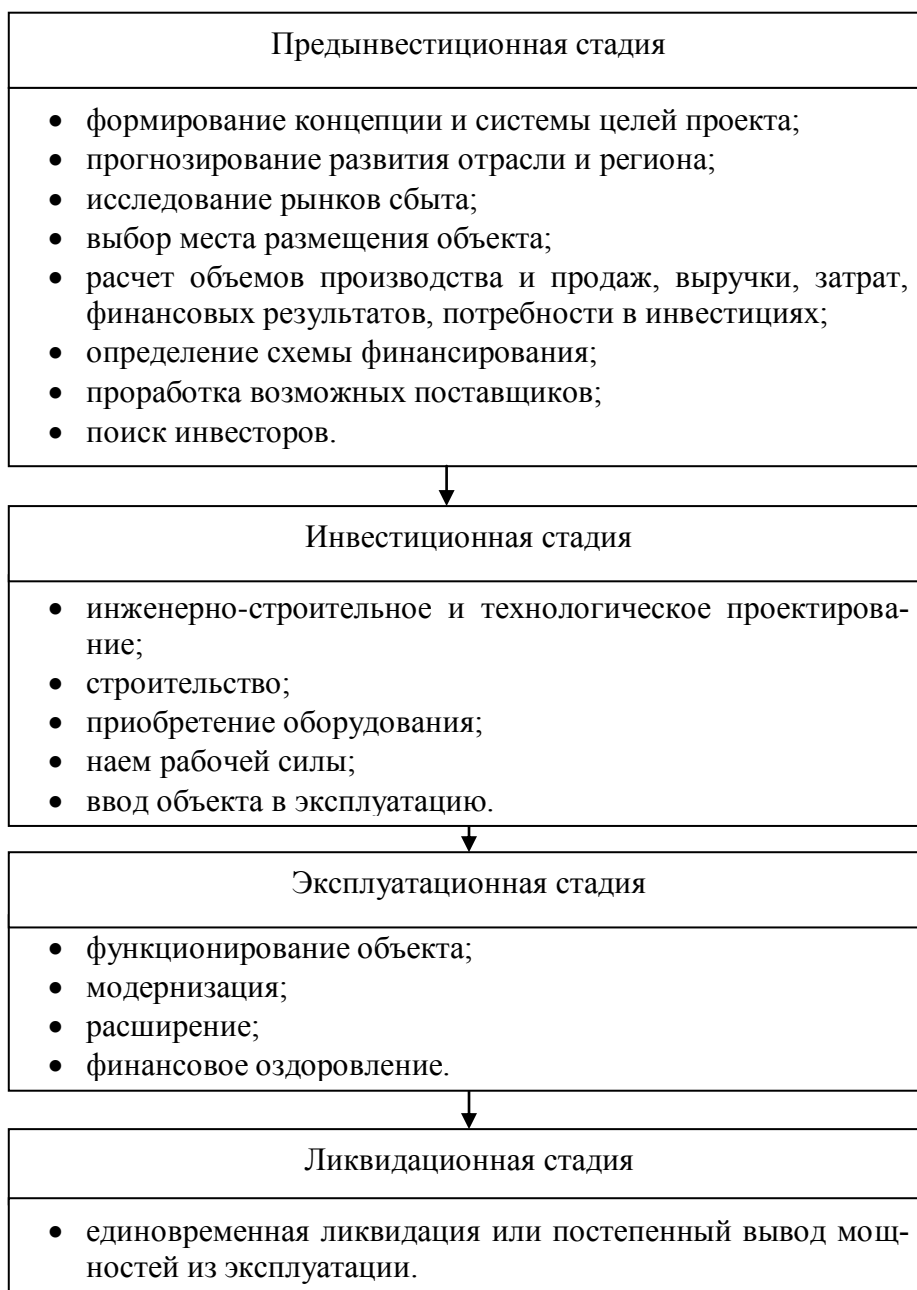 Предынвестиционная стадия
• формирование концепции и системы целей проекта;
• прогнозирование развития отрасли и региона;
• исследование рынков сбыта;
• выбор места размещения объекта;
• расчет объемов производства и продаж, выручки, затрат,
финансовых результатов, потребности в инвестициях;
• определение схемы финансирования;
• проработка возможных поставщиков;
• поиск инвесторов.
Инвестиционная стадия
• инженерно-строительное и технологическое проектирова-
ние;
• строительство;
• приобретение оборудования;
• наем рабочей силы;
• ввод объекта в эксплуатацию.
Эксплуатационная стадия
• функционирование объекта;
• модернизация;
• расширение;
• финансовое оздоровление.
Ликвидационная стадия
• единовременная ликвидация или постепенный вывод мощ-
ностей из эксплуатации.